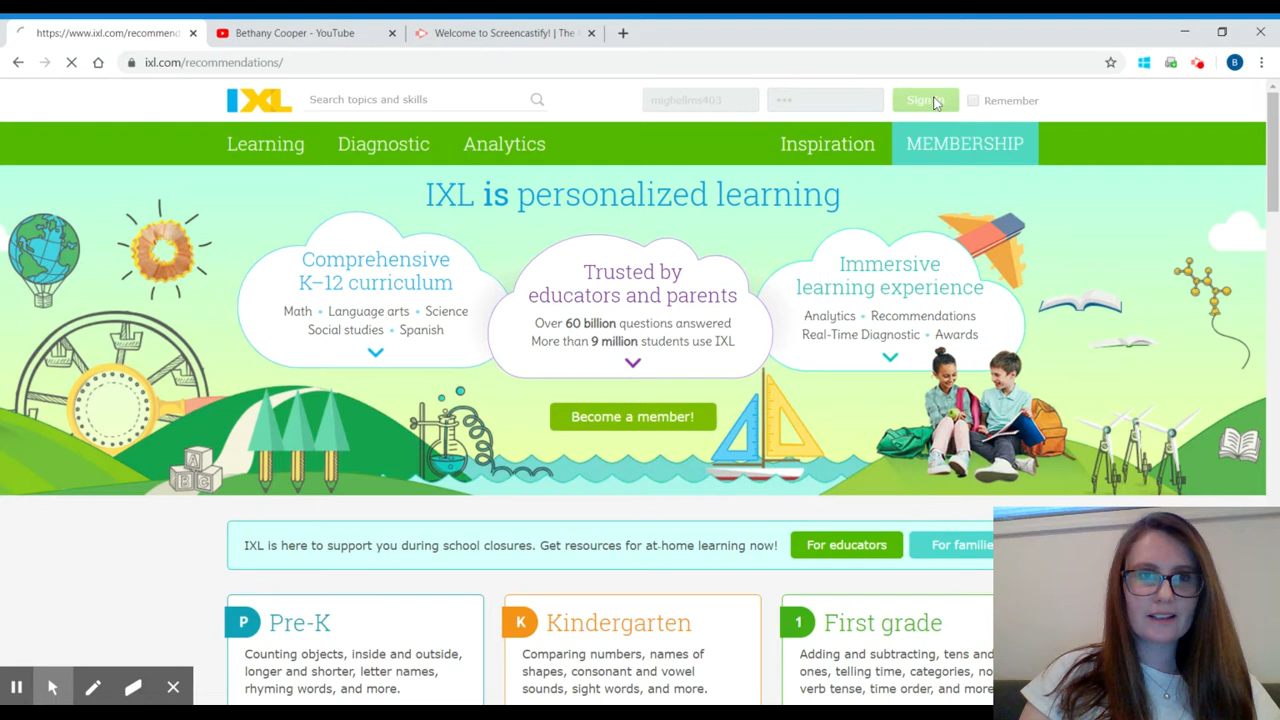 https://www.ixl.com/recommend
Bethany Cooper - YouTube
Welcome to Screencastify! | The
ixl.com/recommendations/
B
IXL
Search topics and skills
mighelims403
•••
Sign in
Remember
Learning
Diagnostic
Analytics
Inspiration
MEMBERSHIP
IXL is personalized learning
Comprehensive
K–12 curriculum
Math • Language arts • Science
Social studies • Spanish
Trusted by
educators and parents
Over 60 billion questions answered
More than 9 million students use IXL
Immersive
learning experience
Analytics • Recommendations
Real-Time Diagnostic • Awards
Become a member!
IXL is here to support you during school closures. Get resources for at-home learning now!
For educators
For familie
P Pre-K
Counting objects, inside and outside,
longer and shorter, letter names,
rhyming words, and more.
K Kindergarten
Comparing numbers, names of
shapes, consonant and vowel
sounds, sight words, and more.
1 First grade
Adding and subtracting, tens and
ones, telling time, categories, no
verb tense, time order, and more